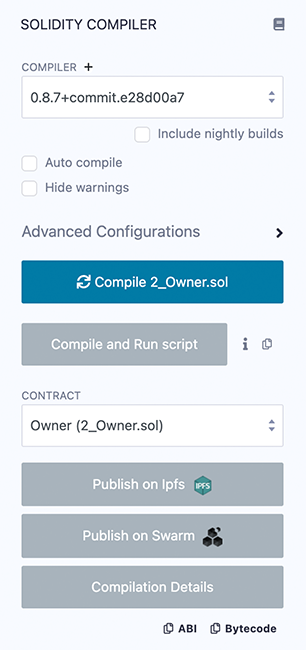 SOLIDITY COMPILER
COMPILER +
0.8.7+commit.e28d00a7
Include nightly builds
Auto compile
Hide warnings
Advanced Configurations
Compile 2_Owner.sol
Compile and Run script
CONTRACT
Owner (2_Owner.sol)
Publish on Ipfs IPFS
Publish on Swarm
Compilation Details
ABI Bytecode